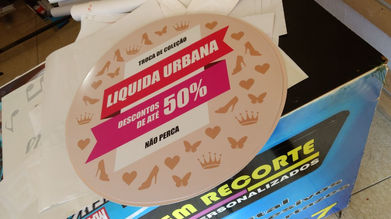 TROCA DE COLEÇÃO
LIQUIDA URBANA
DESCONTOS
DE ATÉ 50%
NÃO PERCA
EM RECORTE
PERSONALIZADOS